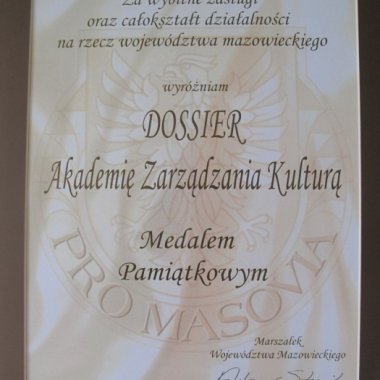 Za wybitne zasługi
oraz całokształt działalności
na rzecz województwa mazowieckiego
wyróżniam
DOSSIER
Akademię Zarządzania Kulturą
Medalem
Pamiątkowym
PRO MASOVIA
Marszałek
Województwa Mazowieckiego